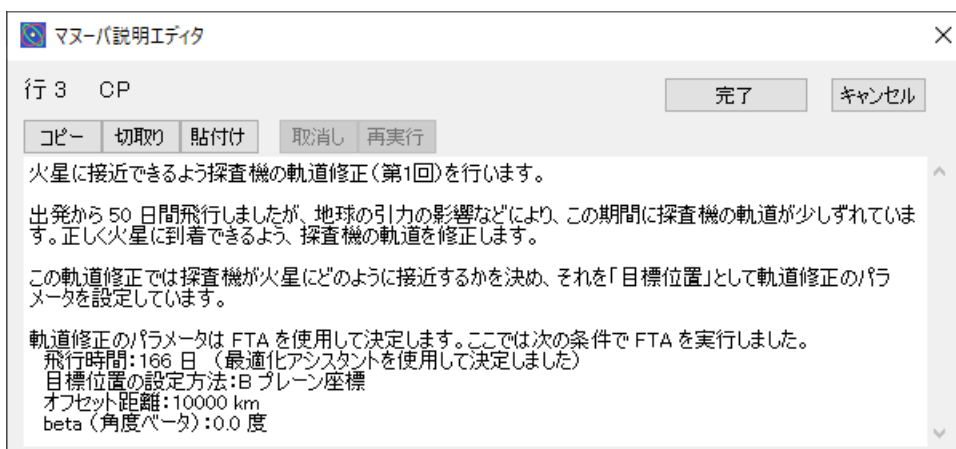 マヌーバ説明エディタ
行 3 CP
完了 キャンセル
コピー 切取り 貼付け 取消し 再実行
火星に接近できるよう探査機の軌道修正(第1回)を行います。
出発から 50 日間飛行しましたが、地球の引力の影響などにより、この期間に探査機の軌道が少しずれていま
す。正しく火星に到着できるよう、探査機の軌道を修正します。
この軌道修正では探査機が火星にどのように接近するかを決め、それを「目標位置」として軌道修正のパラ
メータを設定しています。
軌道修正のパラメータは FTA を使用して決定します。ここでは次の条件で FTA を実行しました。
飛行時間:166 日 (最適化アシスタントを使用して決定しました)
目標位置の設定方法:B プレーン座標
オフセット距離:10000 km
beta (角度ベータ):0.0 度